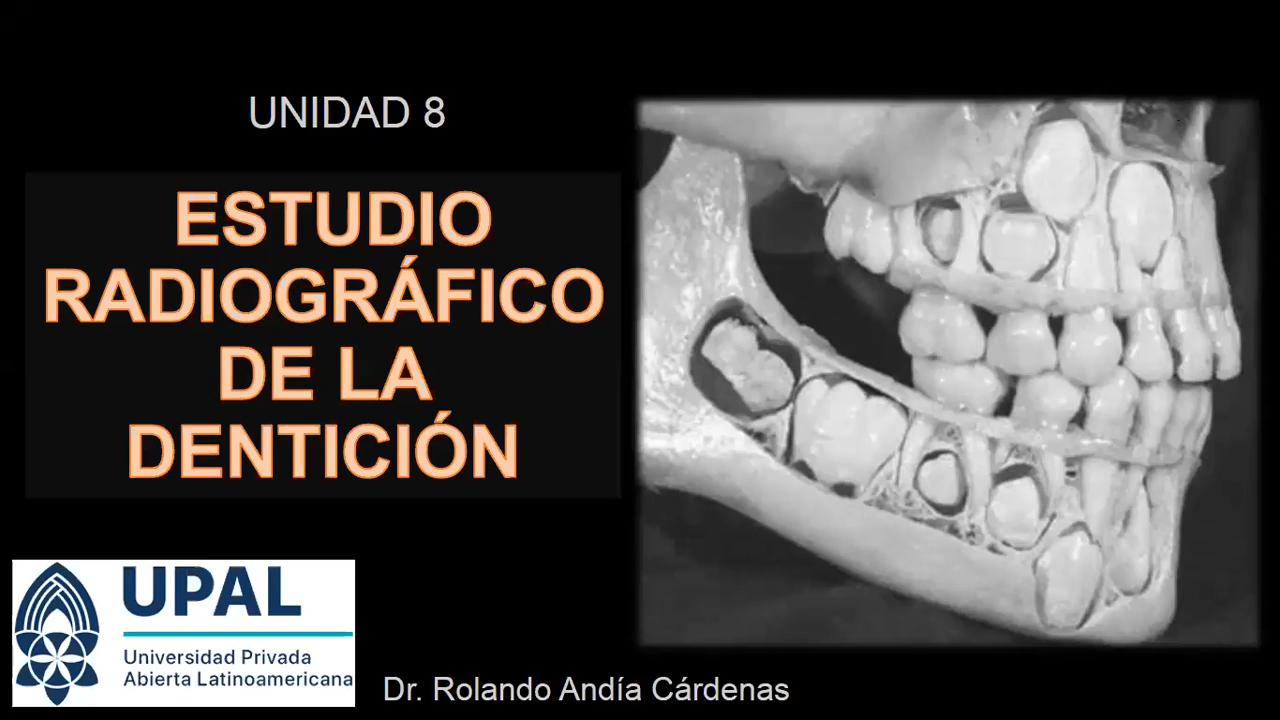 UNIDAD 8
ESTUDIO
RADIOGRÁFICO
DE LA
DENTICIÓN
UPAL
Universidad Privada
Abierta Latinoamericana
Dr. Rolando Andía Cárdenas